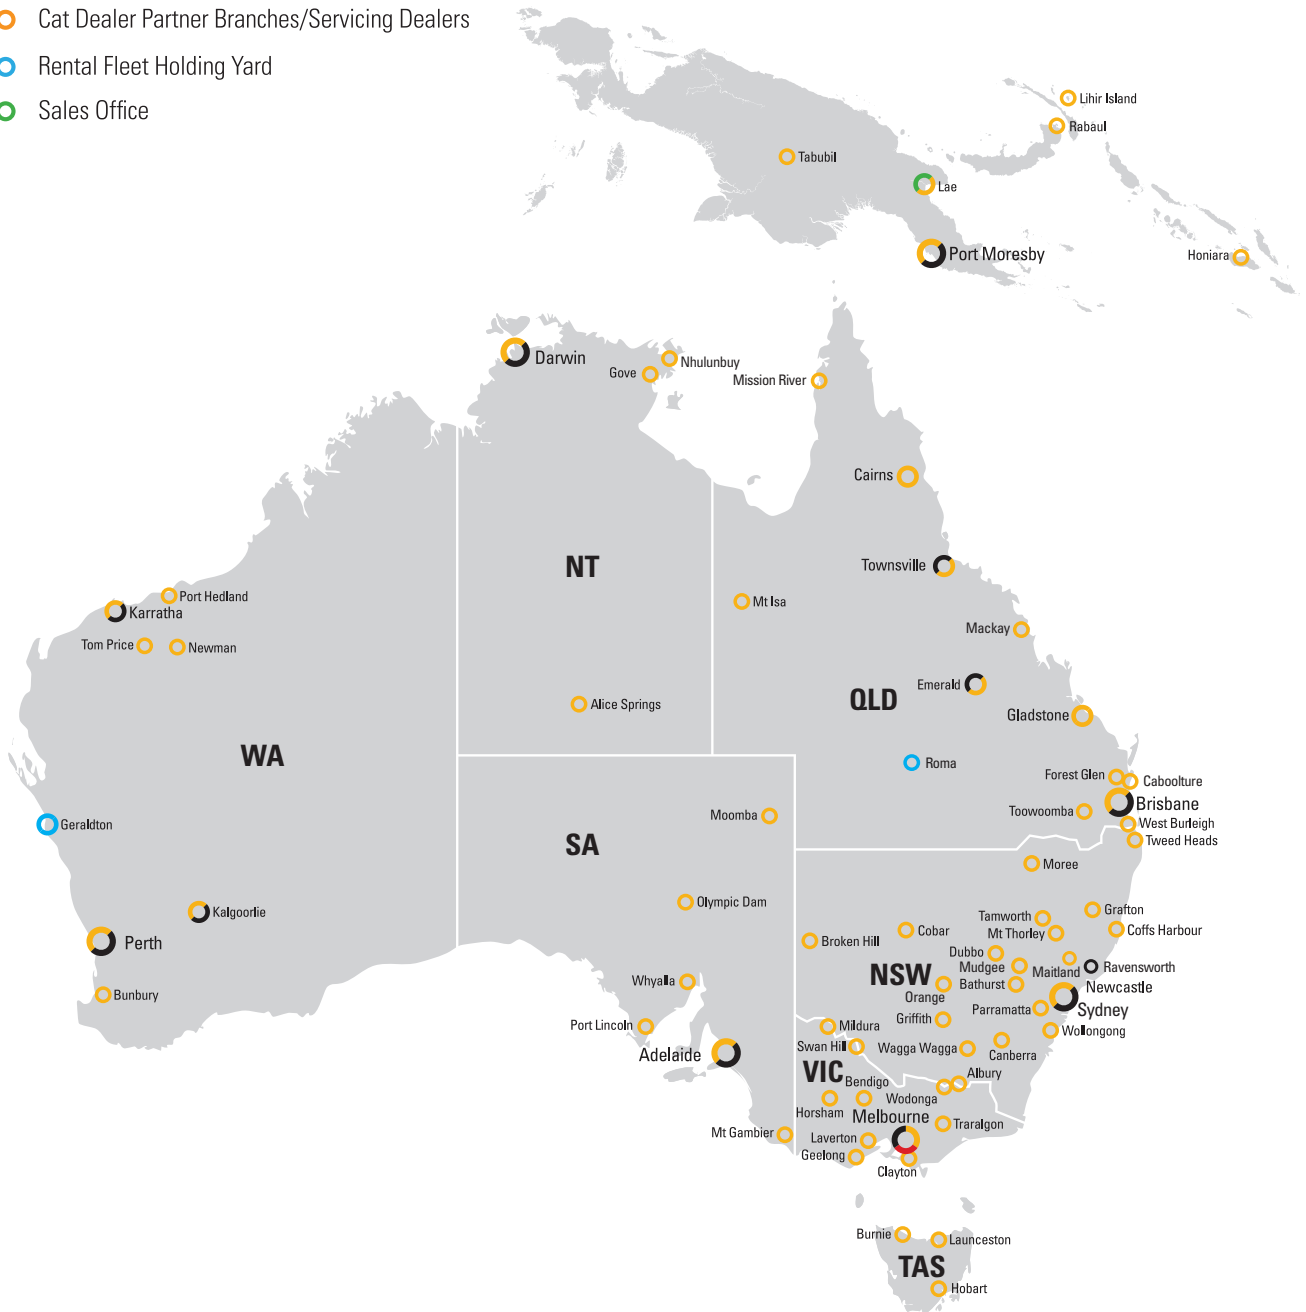 Cat Dealer Partner Branches/Servicing Dealers
Rental Fleet Holding Yard
Sales Office
Lihir Island
Rabaul
Tabubil
Lae
Port Moresby
Honiara
Darwin
Nhulunbuy
Gove
Mission River
Cairns
NT
Townsville
Port Hedland
Karratha
Mt Isa
Mackay
Tom Price
Newman
Emerald
QLD
Alice Springs
Gladstone
WA
Roma
Forest Glen
Caboolture
Brisbane
Moomba
Toowoomba
Geraldton
West Burleigh
Tweed Heads
SA
Moree
Olympic Dam
Kalgoorlie
Grafton
Tamworth
Cobar
Coffs Harbour
Mt Thorley
Perth
Broken Hill
Dubbo
Mudgee
Maitland
Ravensworth
NSW
Whyalla
Bathurst
Newcastle
Bunbury
Orange
Parramatta
Sydney
Griffith
Port Lincoln
Mildura
Wollongong
Swan Hill
Wagga Wagga
Canberra
Adelaide
VIC
Albury
Bendigo
Wodonga
Horsham
Melbourne
Traralgon
Mt Gambier
Laverton
Geelong
Clayton
Burnie
Launceston
TAS
Hobart